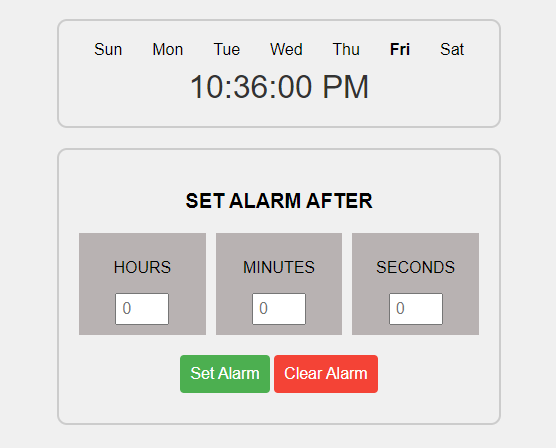 Sun Mon Tue Wed Thu Fri Sat
10:36:00 PM
SET ALARM AFTER
HOURS MINUTES SECONDS
0 0 0
Set Alarm Clear Alarm